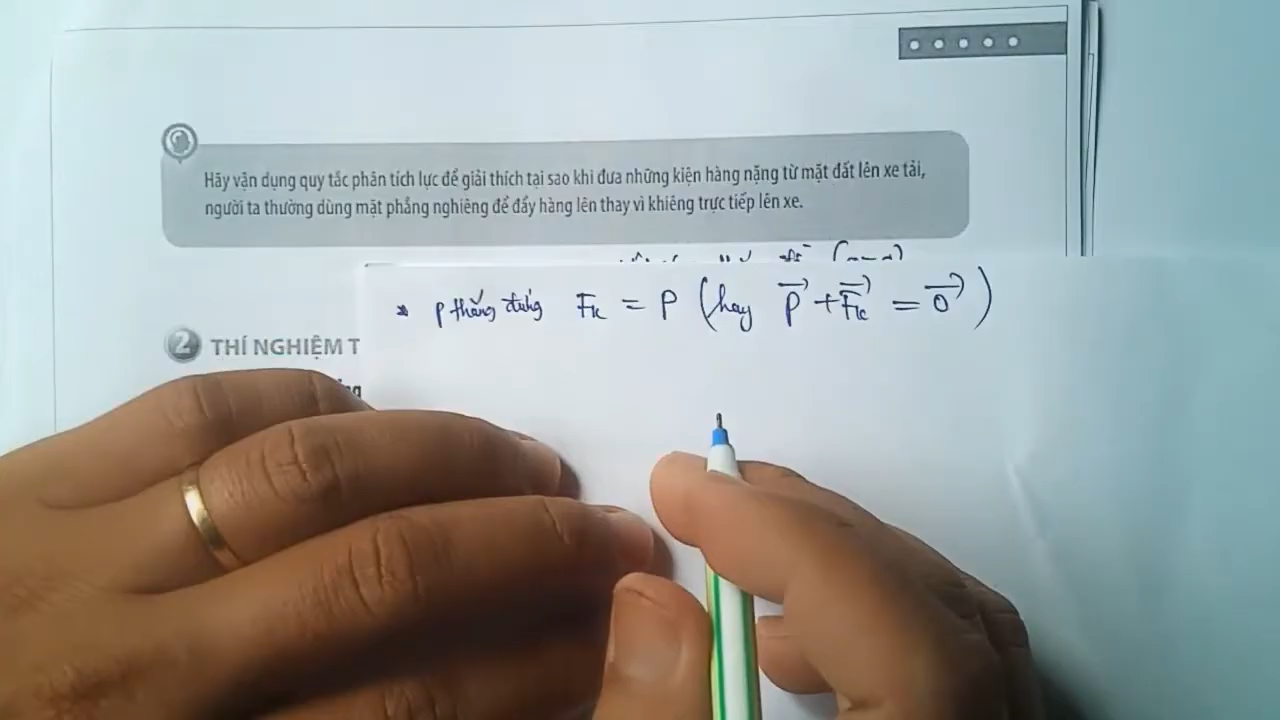 Hãy vận dụng quy tắc phân tích lực để giải thích tại sao khi đưa những kiện hàng nặng từ mặt đất lên xe tải,
người ta thường dùng mặt phẳng nghiêng để đẩy hàng lên thay vì khiêng trực tiếp lên xe.
* P thẳng đứng Fk = P (hay P⃗ + F⃗k = 0⃗)
2 THÍ NGHIỆM T